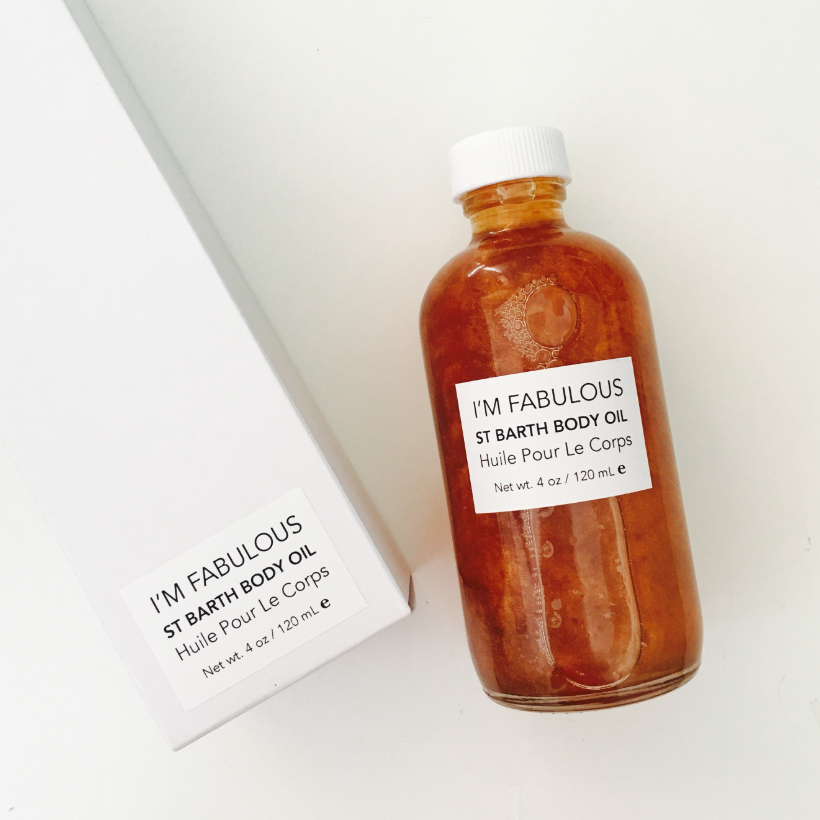 I'M FABULOUS
ST BARTH BODY OIL
Huile Pour Le Corps
Net wt. 4 oz / 120 mL ℮
I'M FABULOUS
ST BARTH BODY OIL
Huile Pour Le Corps
Net wt. 4 oz / 120 mL ℮